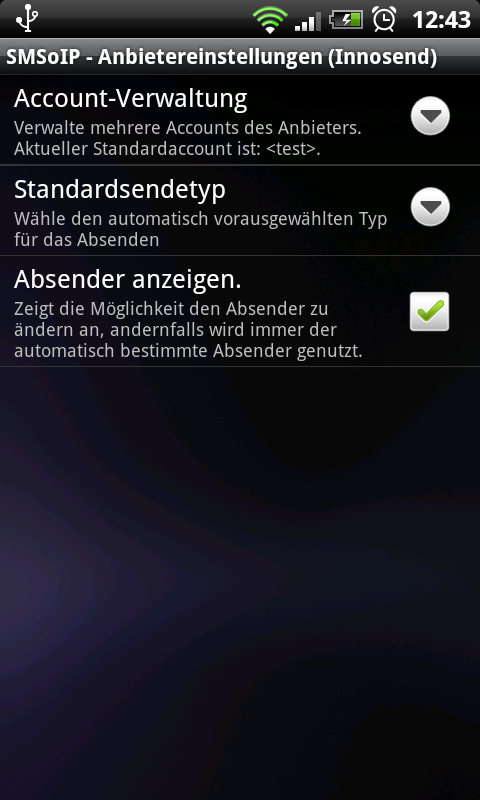 12:43
SMSoIP - Anbietereinstellungen (Innosend)
Account-Verwaltung
Verwalte mehrere Accounts des Anbieters.
Aktueller Standardaccount ist: <test>.
Standardsendetyp
Wähle den automatisch vorausgewählten Typ
für das Absenden
Absender anzeigen.
Zeigt die Möglichkeit den Absender zu
ändern an, andernfalls wird immer der
automatisch bestimmte Absender genutzt.